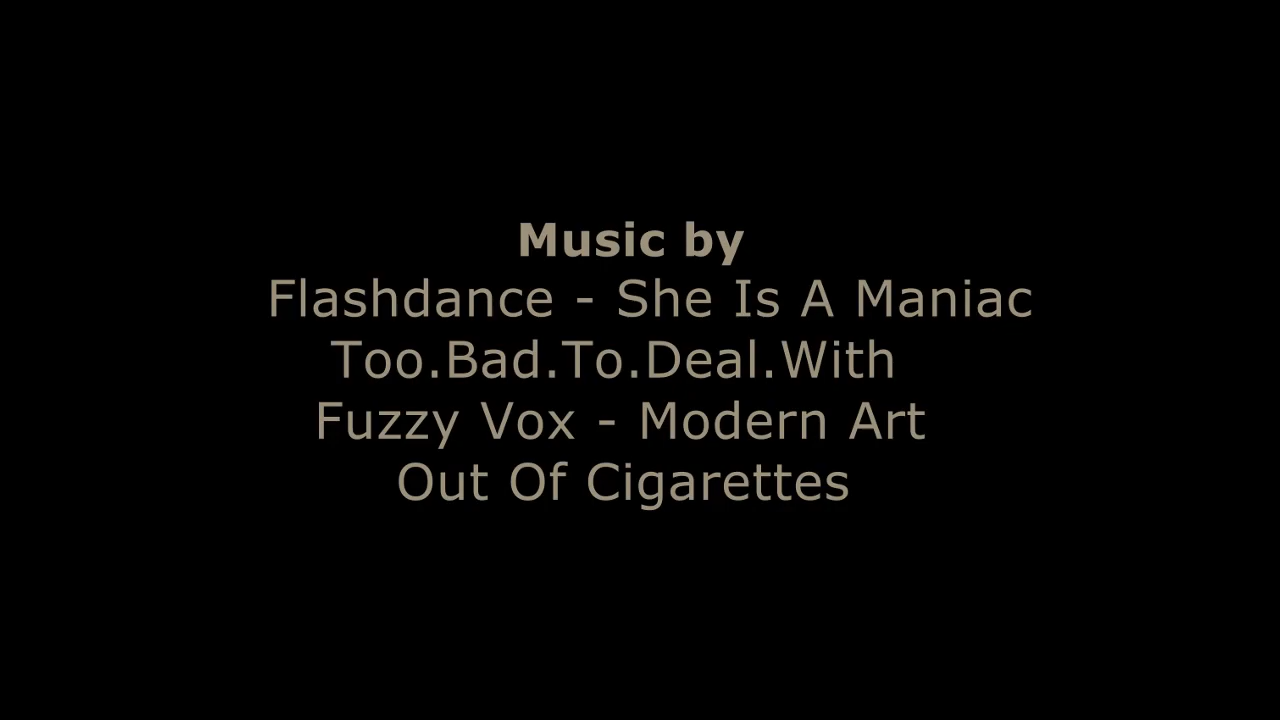 Music by
Flashdance - She Is A Maniac
Too.Bad.To.Deal.With
Fuzzy Vox - Modern Art
Out Of Cigarettes